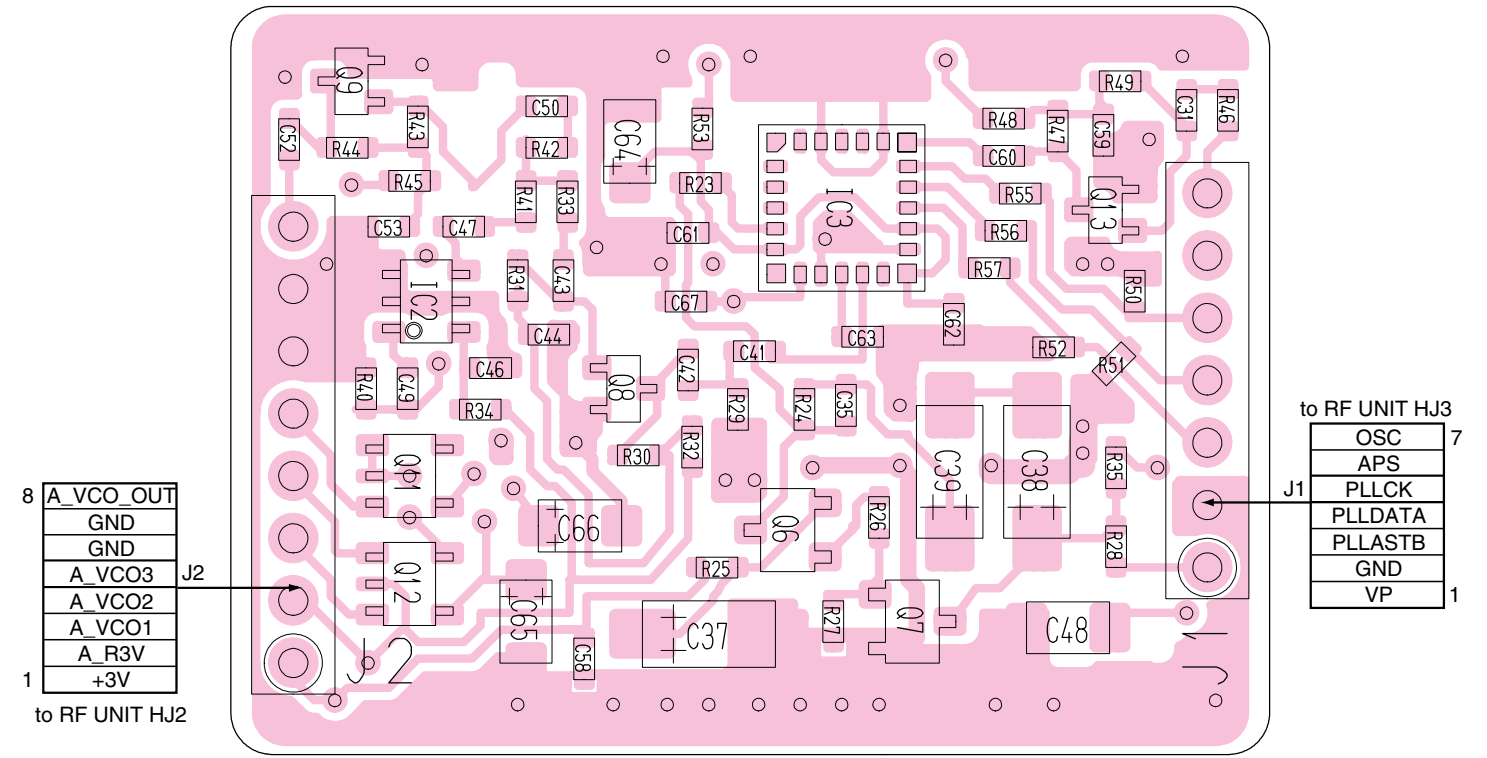 Q9
C50
R49
C52
R43
C64
R53
R48
R47
C59
C31
R46
R44
R42
C60
R45
R23
R41
R33
IC3
R55
Q13
C53
C47
C61
R56
R57
R31
C43
IC2
C67
R50
C44
C63
C62
R52
C46
C41
C42
R51
R40
C49
Q8
R34
R29
R24
C35
to RF UNIT HJ3
OSC 7
APS
R30
R32
C39
C38
R35
Q11
J1
PLLCK
PLLDATA
PLLASTB
GND
VP 1
8 A_VCO_OUT
GND
GND
A_VCO3
J2
A_VCO2
A_VCO1
A_R3V
1 +3V
to RF UNIT HJ2
C66
Q6
R26
R28
Q12
R25
C65
R27
Q7
C37
C48
C58
J2
J1